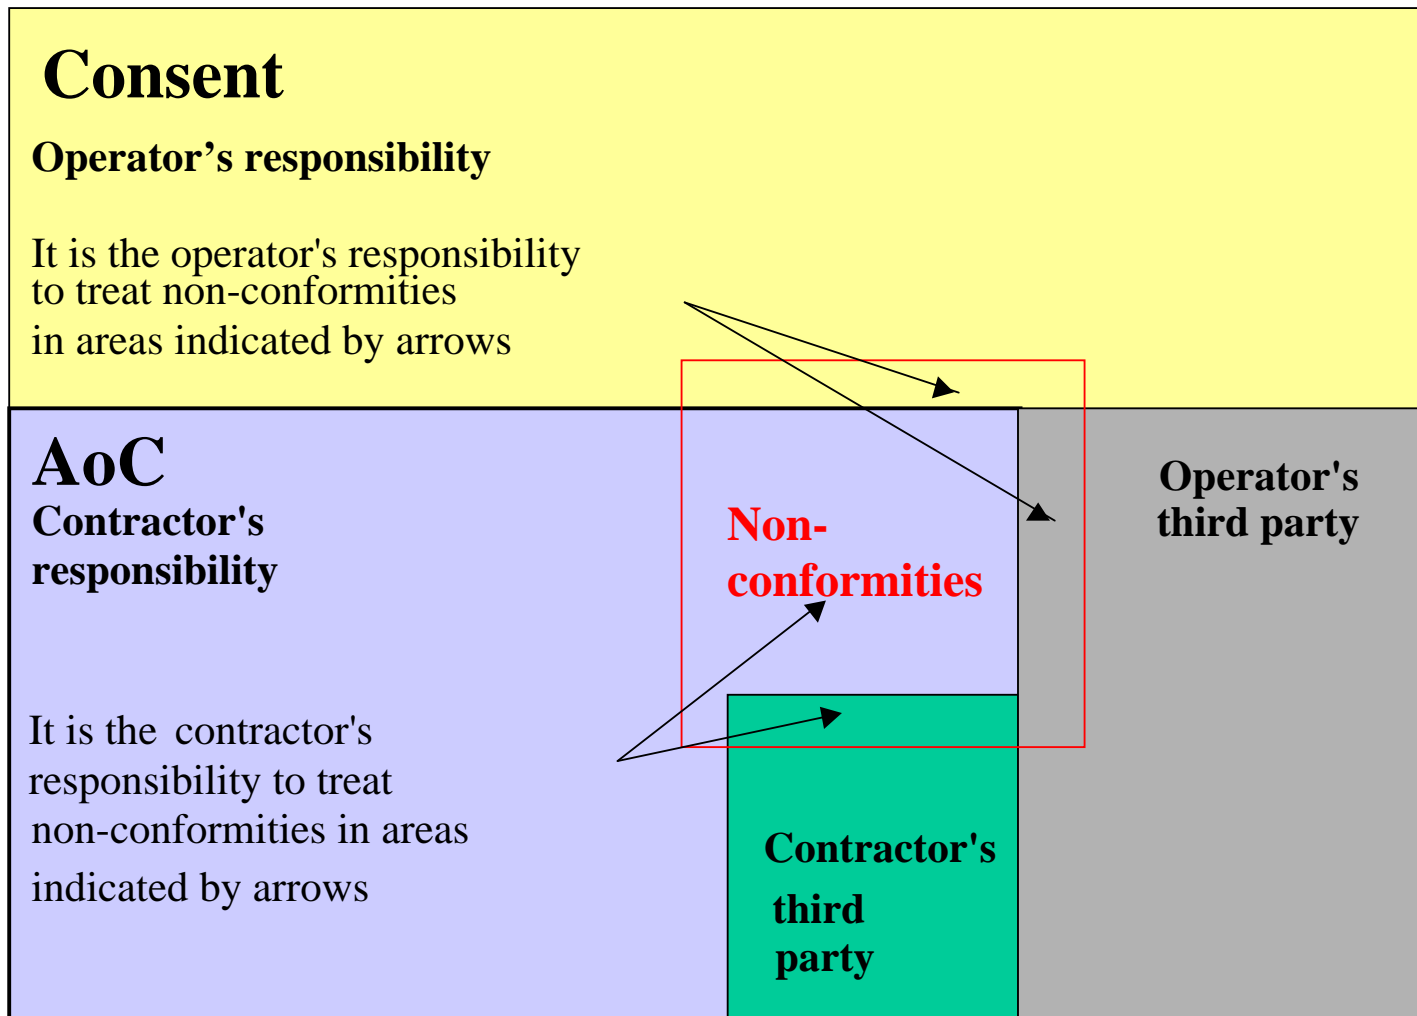 Consent
Operator’s responsibility
It is the operator's responsibility
to treat non-conformities
in areas indicated by arrows
AoC
Contractor's
responsibility
Non-
conformities
Operator's
third party
It is the contractor's
responsibility to treat
non-conformities in areas
indicated by arrows
Contractor's
third
party